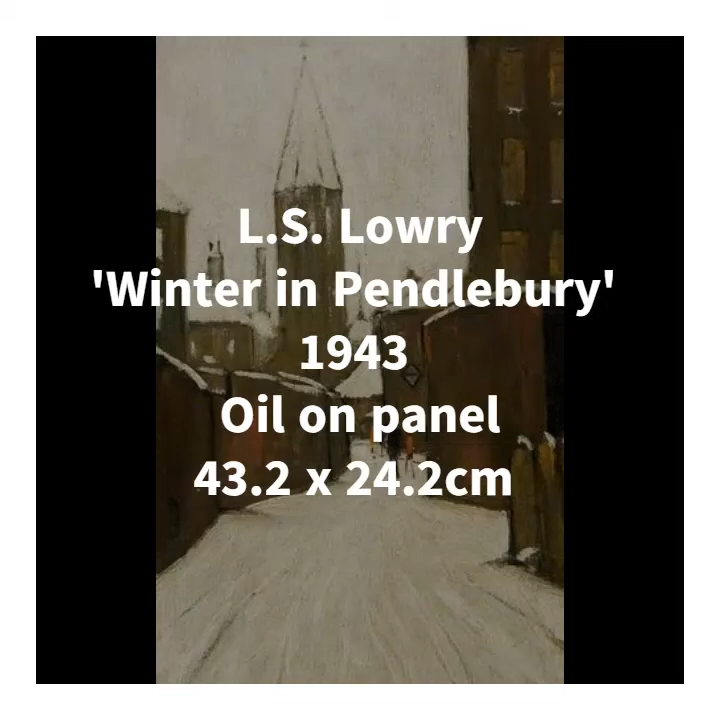 L.S. Lowry
'Winter in Pendlebury'
1943
Oil on panel
43.2 x 24.2cm